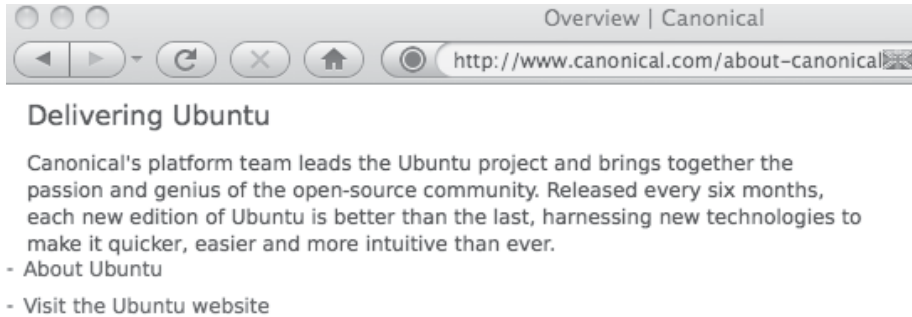 Overview | Canonical
http://www.canonical.com/about-canonical
Delivering Ubuntu
Canonical's platform team leads the Ubuntu project and brings together the
passion and genius of the open-source community. Released every six months,
each new edition of Ubuntu is better than the last, harnessing new technologies to
make it quicker, easier and more intuitive than ever.
- About Ubuntu
- Visit the Ubuntu website